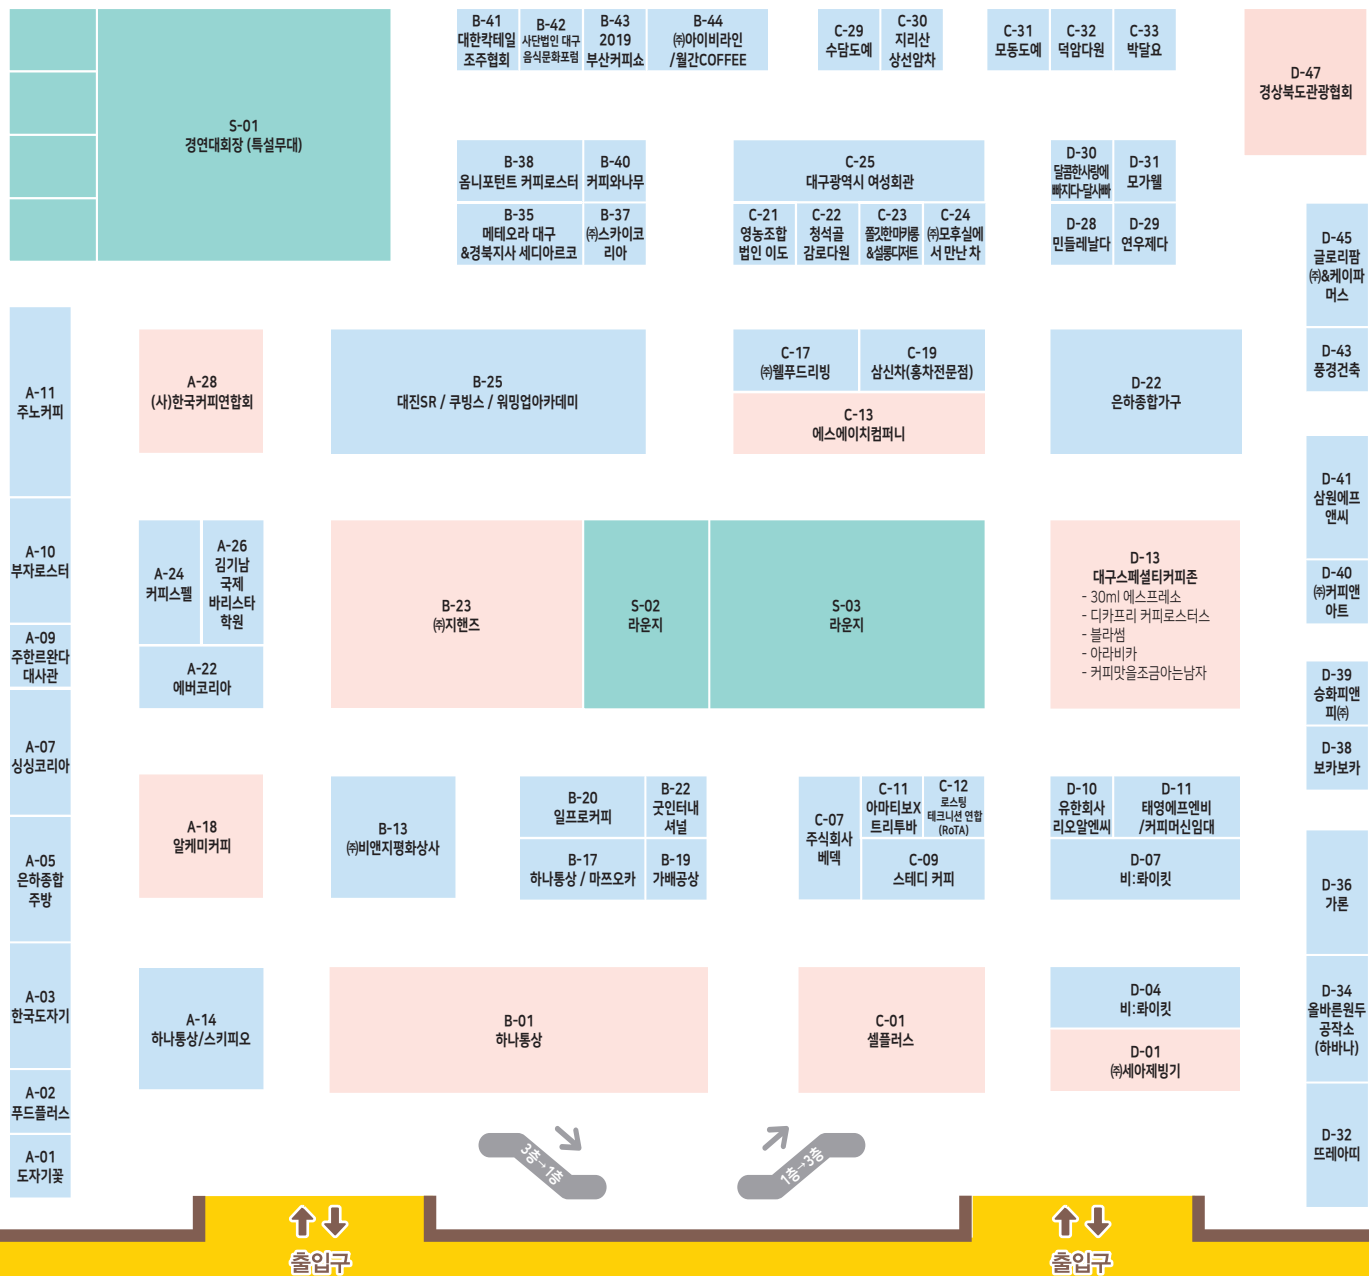 B-41
대한칵테일
조주협회
B-42
사단법인 대구
음식문화포럼
B-43
2019
부산커피쇼
B-44
㈜아이비라인
/월간COFFEE
C-29
수담도예
C-30
지리산
상선암차
C-31
모동도예
C-32
덕암다원
C-33
박달요
D-47
경상북도관광협회
S-01
경연대회장 (특설무대)
B-38
옴니포턴트 커피로스터
B-40
커피와나무
C-25
대구광역시 여성회관
D-30
달콤한사랑에
빠지다-달사빠
D-31
모가웰
B-35
메테오라 대구
&경북지사 세디아르코
B-37
㈜스카이코
리아
C-21
영농조합
법인 이도
C-22
청석골
감로다원
C-23
쫄깃한마카롱
&설롱디저트
C-24
㈜모후실에
서 만난 차
D-28
민들레날다
D-29
연우제다
D-45
글로리팜
㈜&케이파
머스
D-43
풍경건축
A-11
주노커피
A-28
(사)한국커피연합회
B-25
대진SR / 쿠빙스 / 워밍업아카데미
C-17
㈜웰푸드리빙
C-19
삼신차(홍차전문점)
C-13
에스에이치컴퍼니
D-22
은하종합가구
D-41
삼원에프
앤씨
A-10
부자로스터
A-24
커피스펠
A-26
김기남
국제
바리스타
학원
B-23
㈜지핸즈
S-02
라운지
S-03
라운지
D-13
대구스페셜티커피존
- 30ml 에스프레소
- 디카프리 커피로스터스
- 블라썸
- 아라비카
- 커피맛을조금아는남자
D-40
㈜커피앤
아트
A-09
주한르완다
대사관
A-22
에버코리아
D-39
승화피앤
피㈜
A-07
싱싱코리아
D-38
보카보카
A-18
알케미커피
B-13
㈜비앤지평화상사
B-20
일프로커피
B-22
굿인터내
셔널
C-07
주식회사
베덱
C-11
아마티보X
트리투바
C-12
로스팅
테크니션 연합
(RoTA)
D-10
유한회사
리오알엔씨
D-11
태영에프엔비
/커피머신임대
A-05
은하종합
주방
B-17
하나통상 / 마쯔오카
B-19
가배공상
C-09
스테디 커피
D-07
비:롸이킷
D-36
가론
A-03
한국도자기
A-14
하나통상/스키피오
B-01
하나통상
C-01
셀플러스
D-04
비:롸이킷
D-01
㈜세아제빙기
D-34
올바른원두
공작소
(하바나)
A-02
푸드플러스
A-01
도자기꽃
3층→1층
1층→3층
D-32
뜨레아띠
출입구
출입구